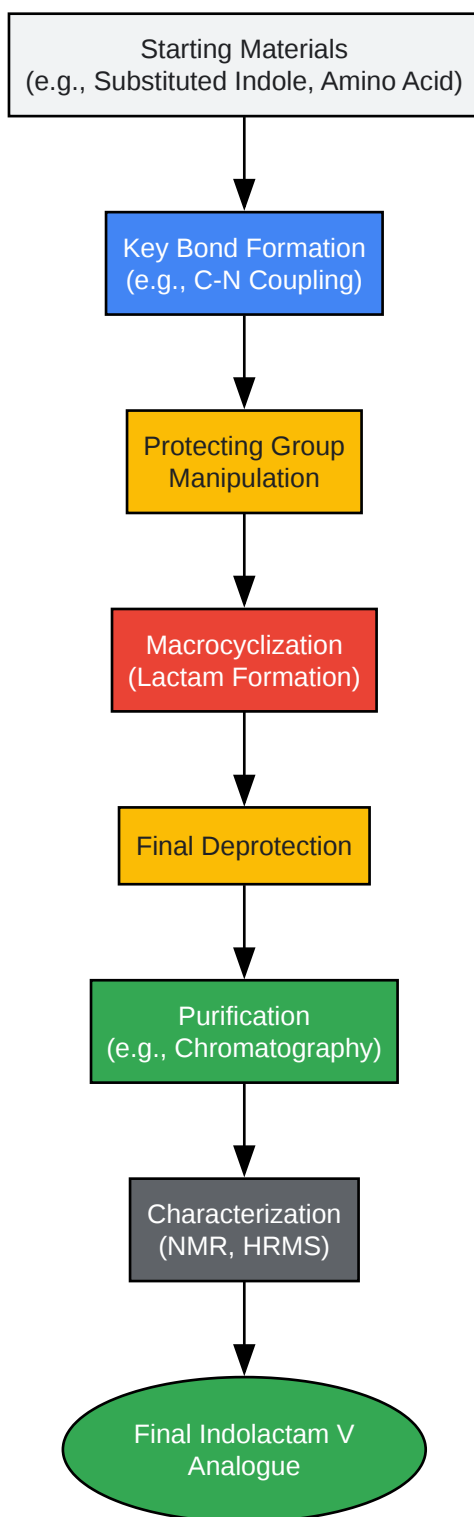 Starting Materials
(e.g., Substituted Indole, Amino Acid)
Key Bond Formation
(e.g., C-N Coupling)
Protecting Group
Manipulation
Macrocyclization
(Lactam Formation)
Final Deprotection
Purification
(e.g., Chromatography)
Characterization
(NMR, HRMS)
Final Indolactam V
Analogue